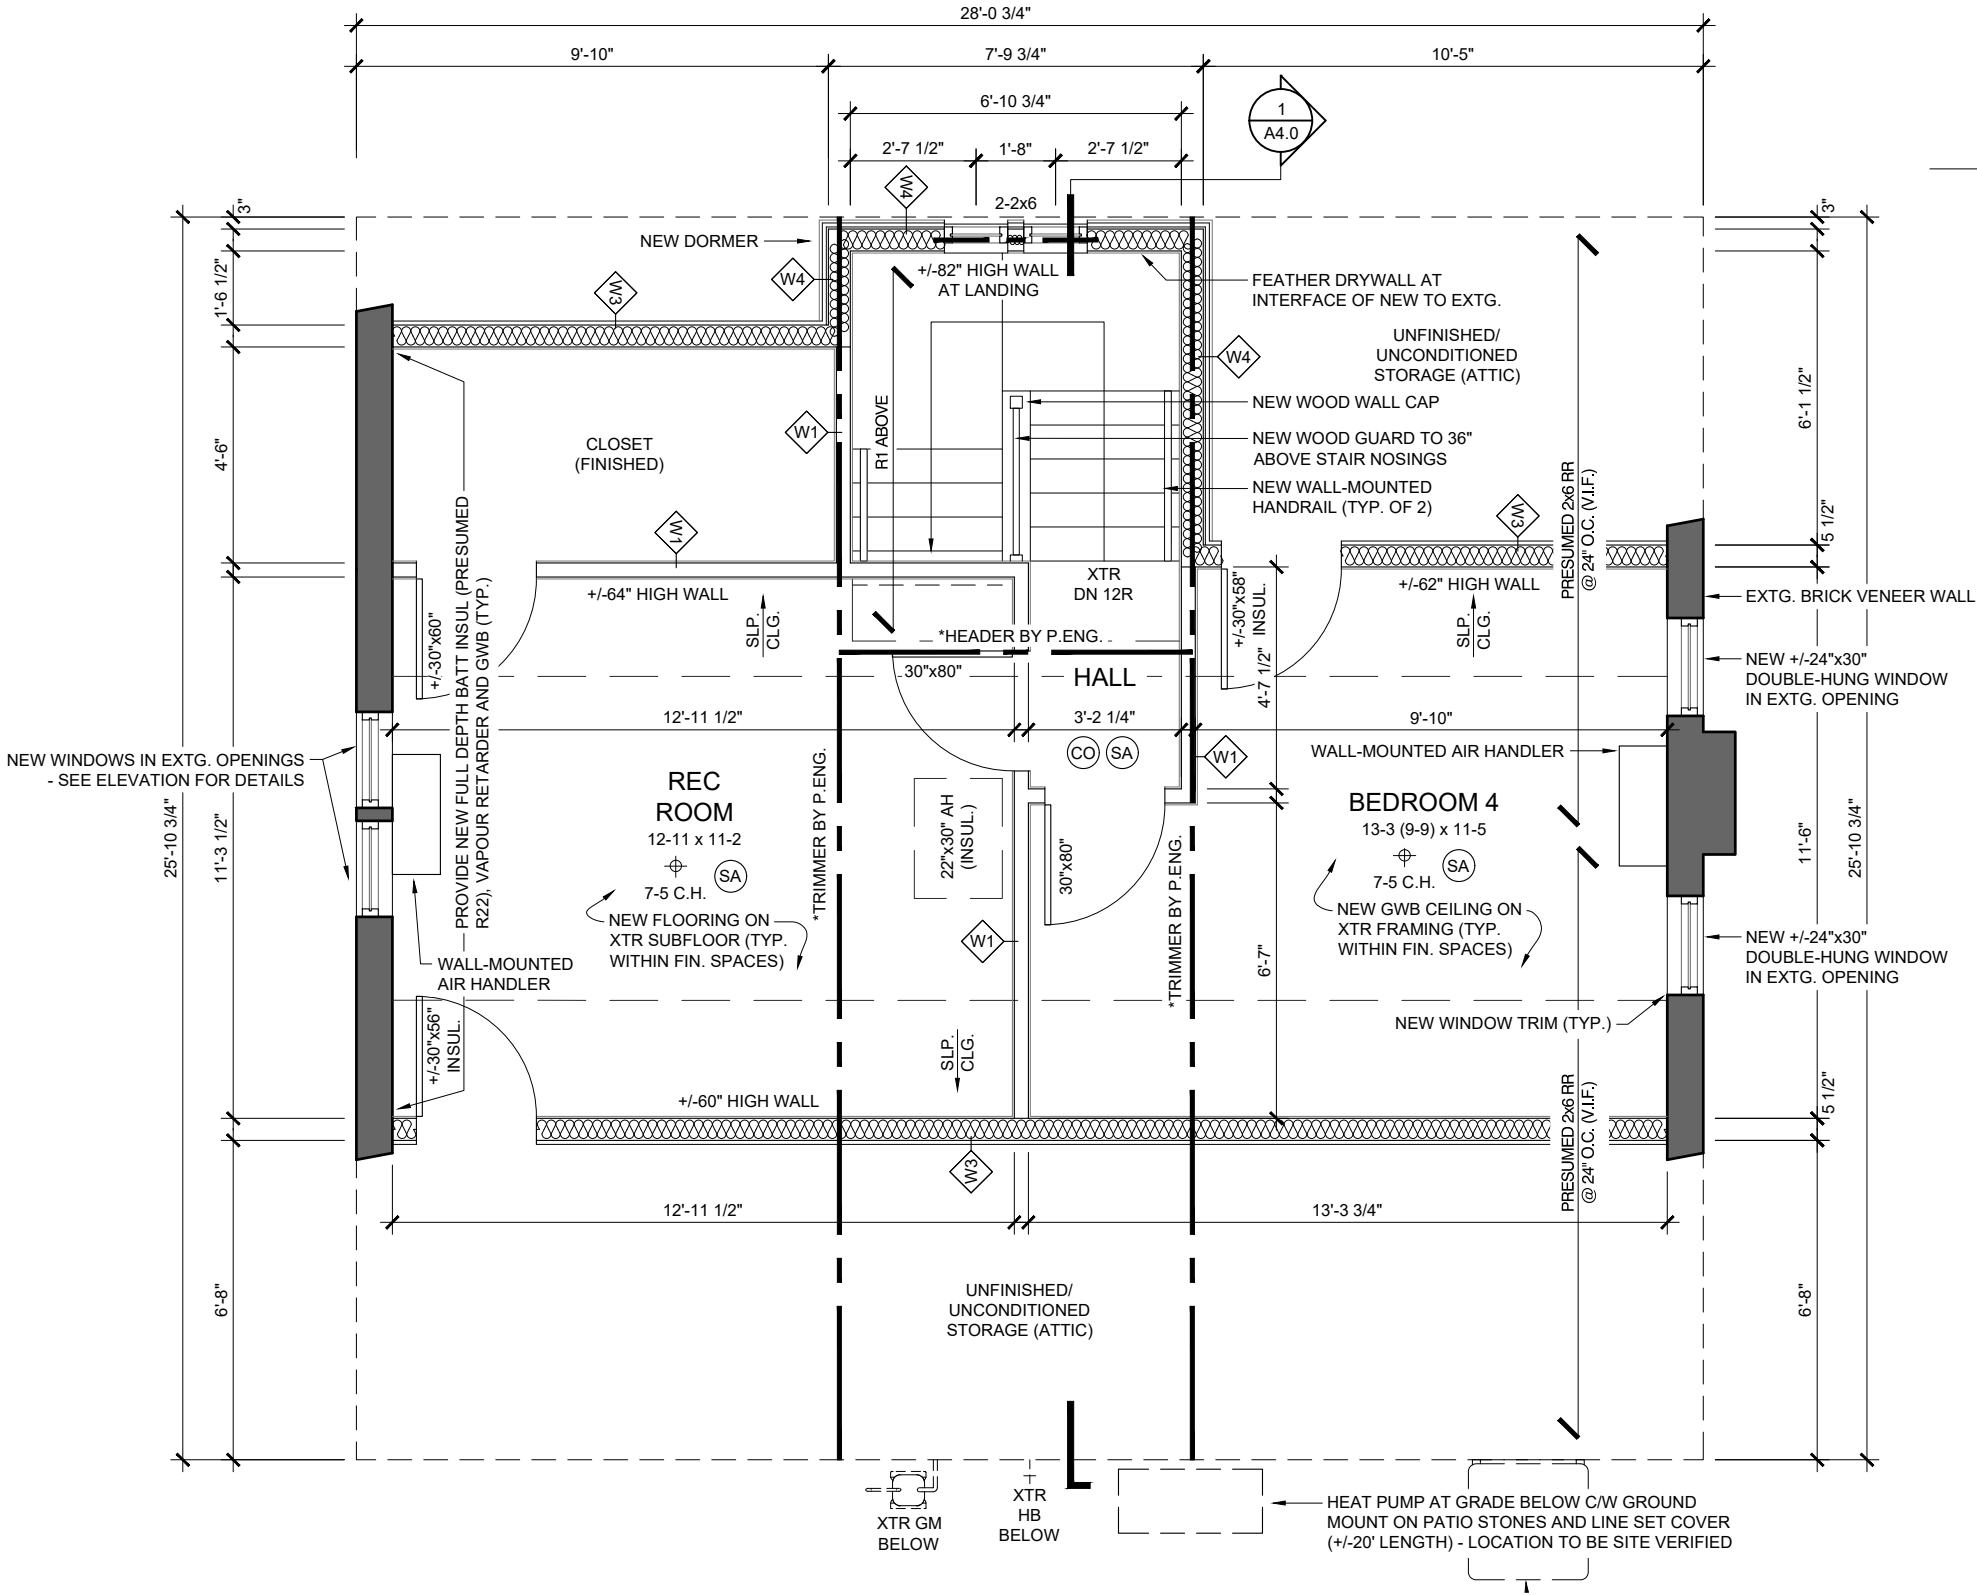 28'-0 3/4"
9'-10"
7'-9 3/4"
10'-5"
6'-10 3/4"
1
A4.0
2'-7 1/2"
1'-8"
2'-7 1/2"
W4
2-2x6
3"
3"
NEW DORMER
+/-82" HIGH WALL
AT LANDING
W4
FEATHER DRYWALL AT
INTERFACE OF NEW TO EXTG.
1'-6 1/2"
W3
UNFINISHED/
UNCONDITIONED
STORAGE (ATTIC)
W4
NEW WOOD WALL CAP
6'-1 1/2"
W1
R1 ABOVE
CLOSET
(FINISHED)
4'-6"
NEW WOOD GUARD TO 36"
ABOVE STAIR NOSINGS
NEW WALL-MOUNTED
HANDRAIL (TYP. OF 2)
PRESUMED 2x6 RR
@ 24" O.C. (V.I.F.)
W3
5 1/2"
W1
PROVIDE NEW FULL DEPTH BATT INSUL (PRESUMED
R22), VAPOUR RETARDER AND GWB (TYP.)
XTR
DN 12R
+/-64" HIGH WALL
+/-62" HIGH WALL
EXTG. BRICK VENEER WALL
+/-30"x60"
SLP.
CLG.
*HEADER BY P.ENG.
+/-30"x58"
INSUL.
SLP.
CLG.
30"x80"
HALL
4'-7 1/2"
NEW +/-24"x30"
DOUBLE-HUNG WINDOW
IN EXTG. OPENING
12'-11 1/2"
3'-2 1/4"
9'-10"
NEW WINDOWS IN EXTG. OPENINGS
- SEE ELEVATION FOR DETAILS
CO
SA
W1
WALL-MOUNTED AIR HANDLER
REC
ROOM
12-11 x 11-2
SA
7-5 C.H.
*TRIMMER BY P.ENG.
22"x30" AH
(INSUL.)
30"x80"
*TRIMMER BY P.ENG.
BEDROOM 4
13-3 (9-9) x 11-5
SA
7-5 C.H.
25'-10 3/4"
11'-3 1/2"
11'-6"
25'-10 3/4"
NEW FLOORING ON
XTR SUBFLOOR (TYP.
WITHIN FIN. SPACES)
NEW GWB CEILING ON
XTR FRAMING (TYP.
WITHIN FIN. SPACES)
W1
6'-7"
WALL-MOUNTED
AIR HANDLER
NEW +/-24"x30"
DOUBLE-HUNG WINDOW
IN EXTG. OPENING
NEW WINDOW TRIM (TYP.)
+/-30"x56"
INSUL.
SLP.
CLG.
+/-60" HIGH WALL
PRESUMED 2x6 RR
@ 24" O.C. (V.I.F.)
5 1/2"
W3
12'-11 1/2"
13'-3 3/4"
6'-8"
6'-8"
UNFINISHED/
UNCONDITIONED
STORAGE (ATTIC)
XTR GM
BELOW
XTR
HB
BELOW
HEAT PUMP AT GRADE BELOW C/W GROUND
MOUNT ON PATIO STONES AND LINE SET COVER
(+/-20' LENGTH) - LOCATION TO BE SITE VERIFIED